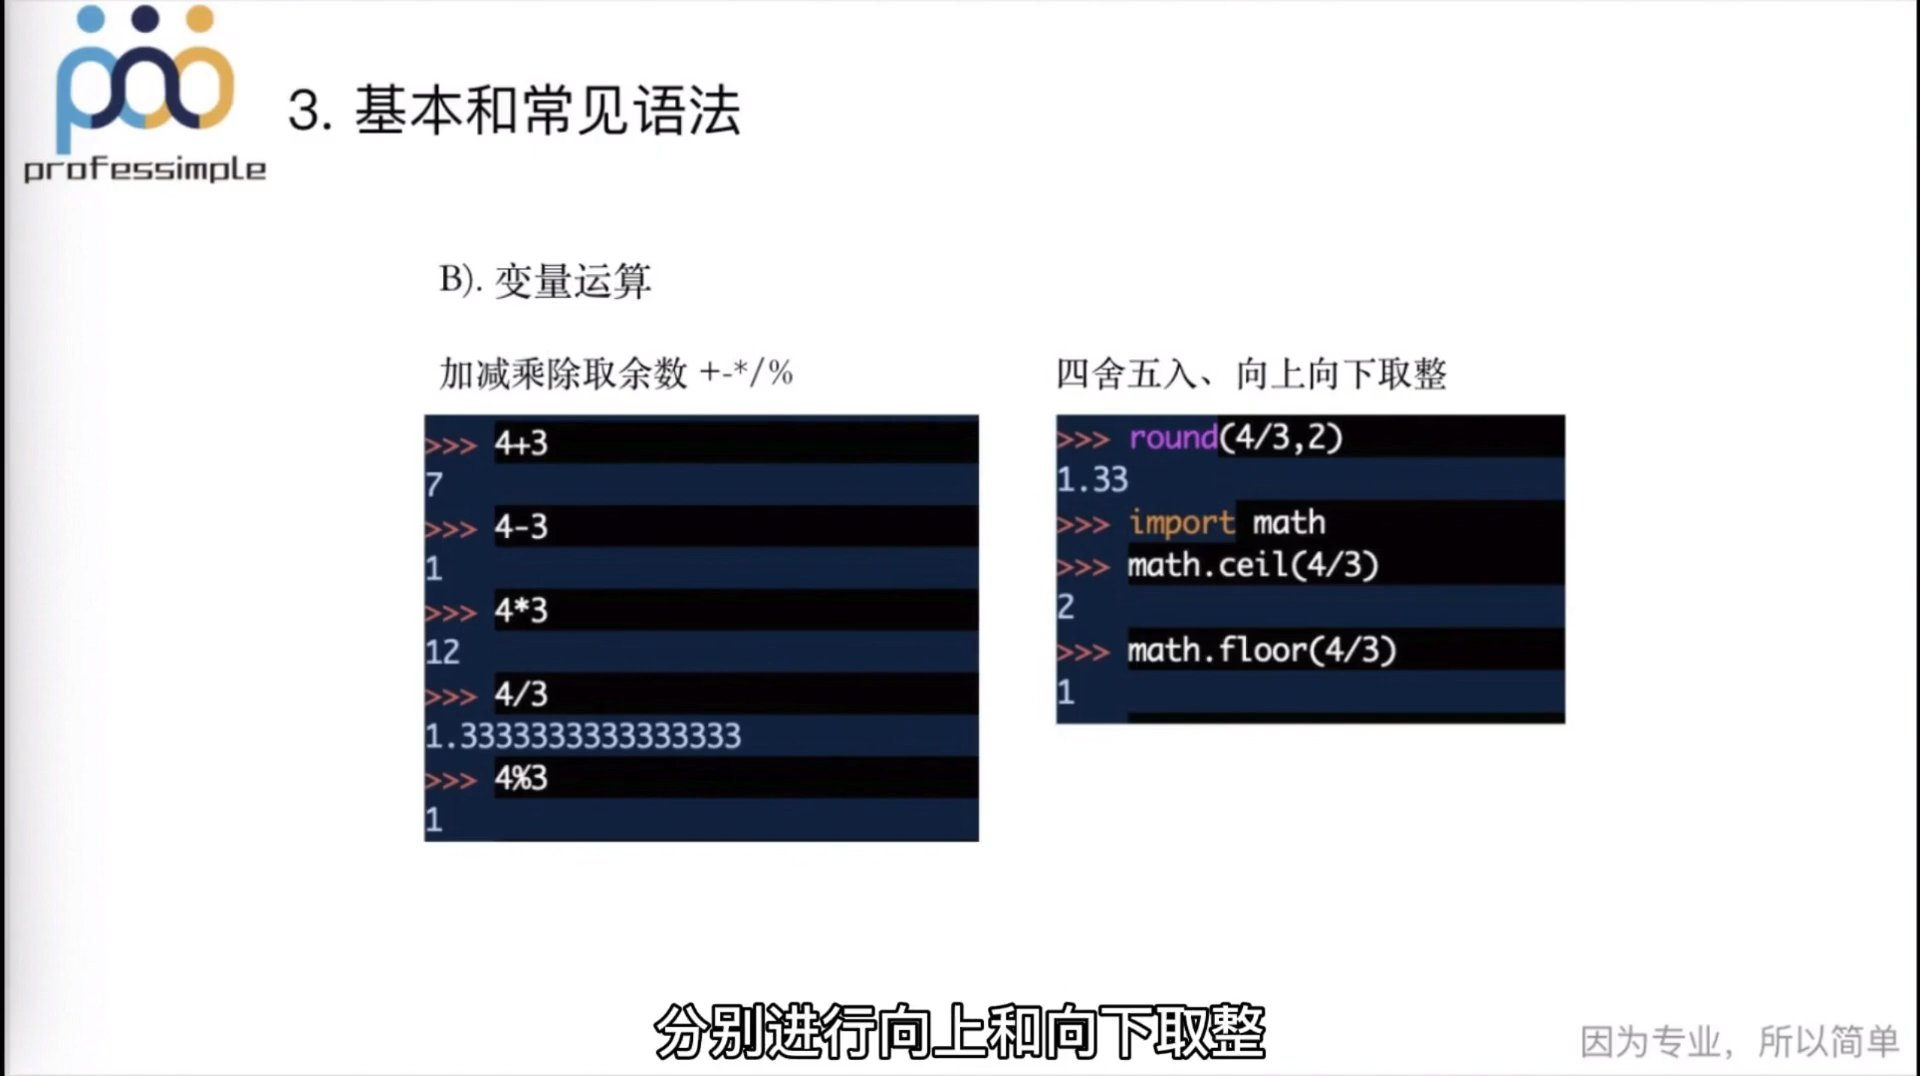 professimple
3. 基本和常见语法
B). 变量运算
加减乘除取余数 +-*/%
>>> 4+3
7
>>> 4-3
1
>>> 4*3
12
>>> 4/3
1.3333333333333333
>>> 4%3
1
四舍五入、向上向下取整
>>> round(4/3,2)
1.33
>>> import math
>>> math.ceil(4/3)
2
>>> math.floor(4/3)
1
分别进行向上和向下取整
因为专业，所以简单